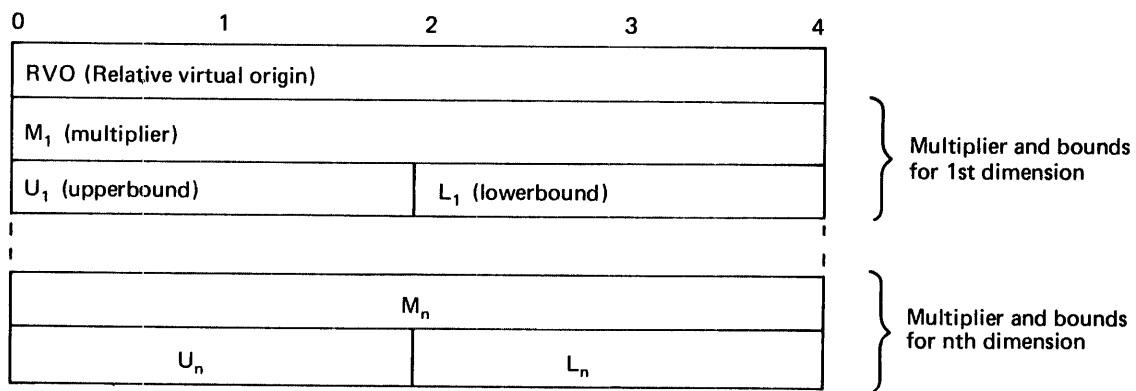 0 1 2 3 4
RVO (Relative virtual origin)
M₁ (multiplier)
U₁ (upperbound) L₁ (lowerbound)
Multiplier and bounds
for 1st dimension
Mₙ
Uₙ Lₙ
Multiplier and bounds
for nth dimension